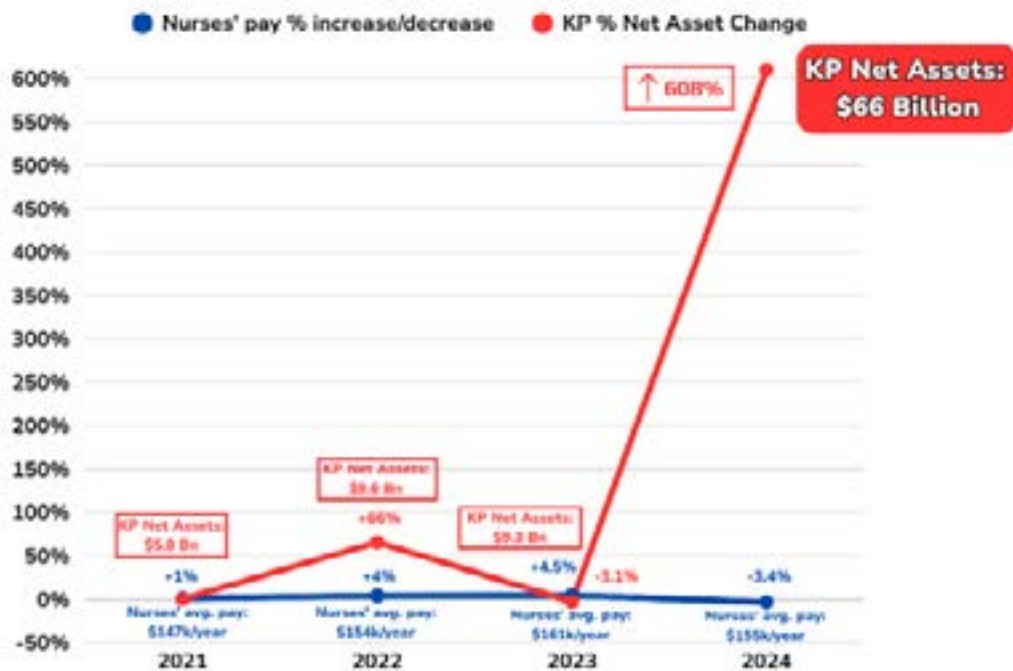 Nurses' pay % increase/decrease
KP % Net Asset Change
600%
550%
500%
450%
400%
350%
300%
250%
200%
150%
100%
50%
0%
-50%
↑ 608%
KP Net Assets:
$66 Billion
KP Net Assets:
$5.8 Bn
KP Net Assets:
$9.6 Bn
+66%
KP Net Assets:
$9.3 Bn
+1%
+4%
+4.5%
-3.1%
-3.4%
Nurses' avg. pay:
$147k/year
Nurses' avg. pay:
$154k/year
Nurses' avg. pay:
$161k/year
Nurses' avg. pay:
$155k/year
2021
2022
2023
2024